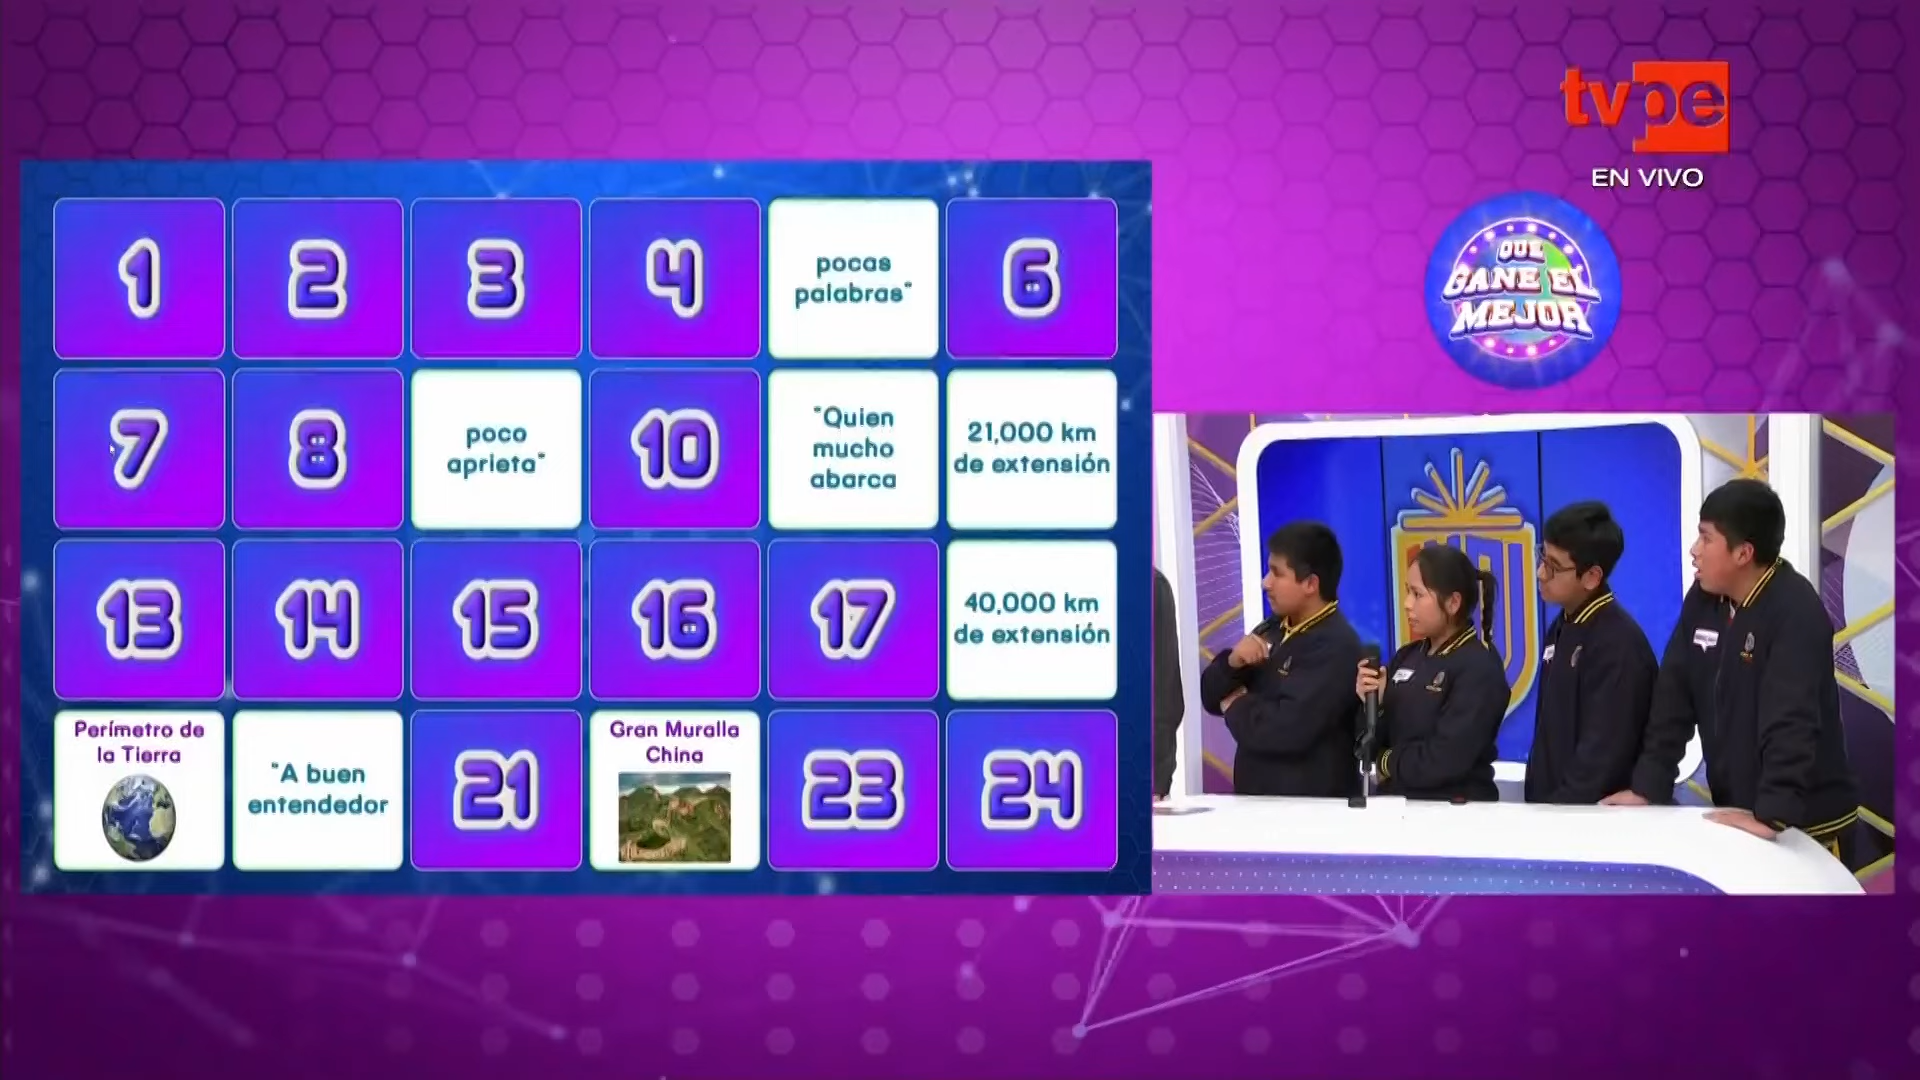 tvpe
EN VIVO
QUE
GANE EL
MEJOR
1
2
3
4
pocas
palabras"
6
7
8
poco
aprieta"
10
"Quien
mucho
abarca
21,000 km
de extensión
13
14
15
16
17
40,000 km
de extensión
Perímetro de
la Tierra
"A buen
entendedor
21
Gran Muralla
China
23
24